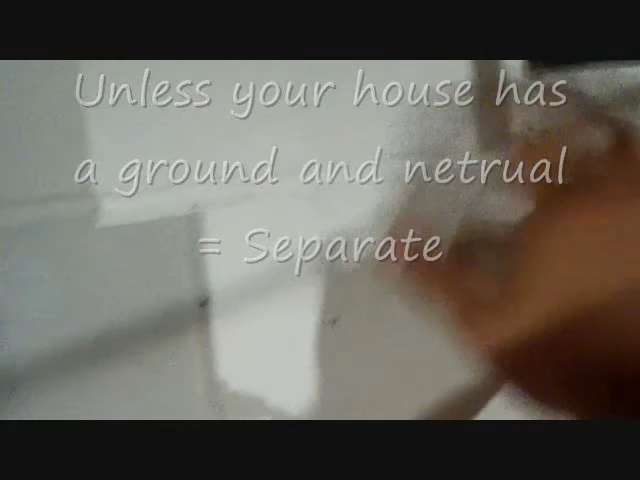 Unless your house has
a ground and netrual
= Separate